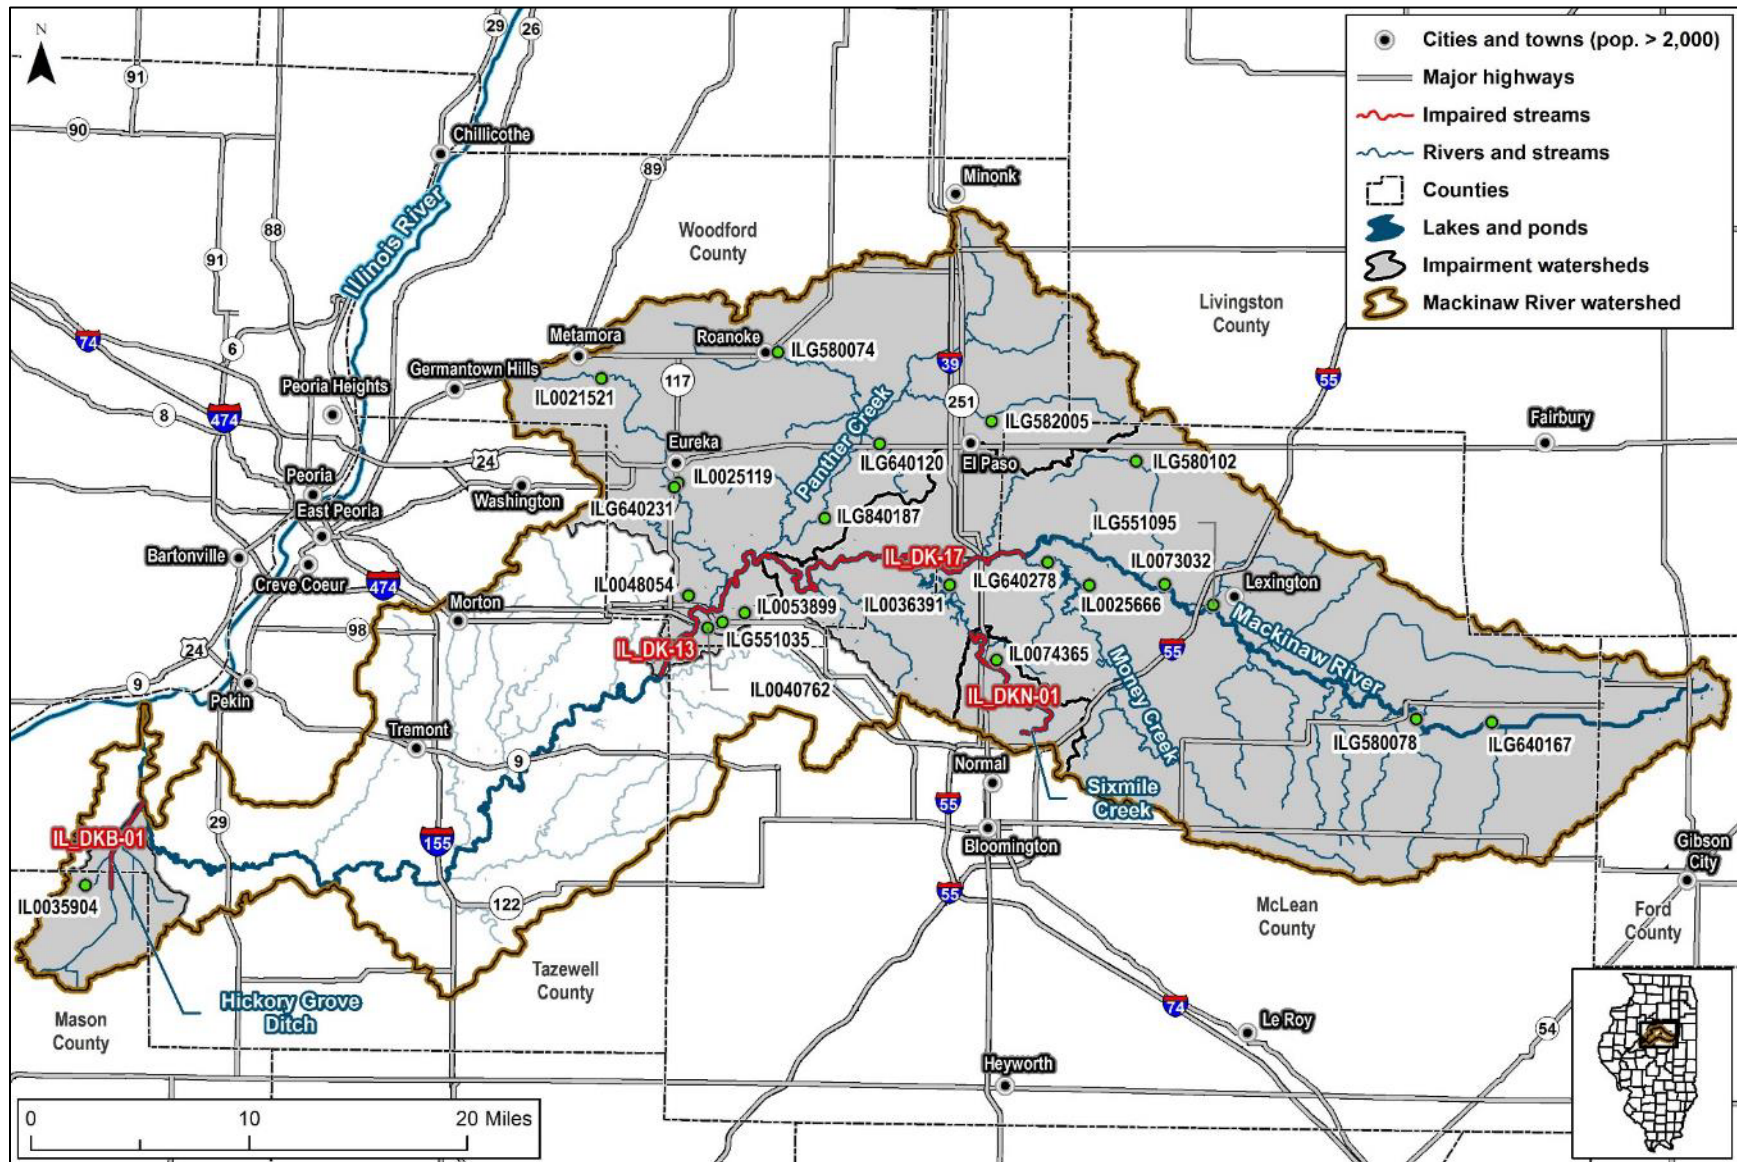 N
29
26
91
90
Chillicothe
89
Minonk
Cities and towns (pop. > 2,000)
Major highways
Impaired streams
Rivers and streams
Counties
Lakes and ponds
Impairment watersheds
Mackinaw River watershed
Illinois River
88
91
Woodford
County
Livingston
County
74
6
Metamora
Roanoke
ILG580074
39
Germantown Hills
117
Peoria Heights
IL0021521
251
55
8
474
Panther Creek
ILG582005
Fairbury
Eureka
ILG640120
El Paso
ILG580102
24
Peoria
Washington
IL0025119
East Peoria
ILG640231
ILG840187
ILG551095
Bartonville
IL_DK-17
IL0073032
Creve Coeur
474
IL0048054
ILG640278
Lexington
Morton
IL0053899
IL0036391
IL0025666
98
ILG551035
Mackinaw River
24
IL_DK-13
IL0074365
55
9
Pekin
IL0040762
IL_DKN-01
Money Creek
Tremont
9
ILG580078
ILG640167
Normal
Sixmile
Creek
55
29
IL_DKB-01
155
Bloomington
Gibson
City
IL0035904
122
55
McLean
County
Ford
County
Tazewell
County
Hickory Grove
Ditch
Mason
County
74
Le Roy
54
Heyworth
0
10
20 Miles